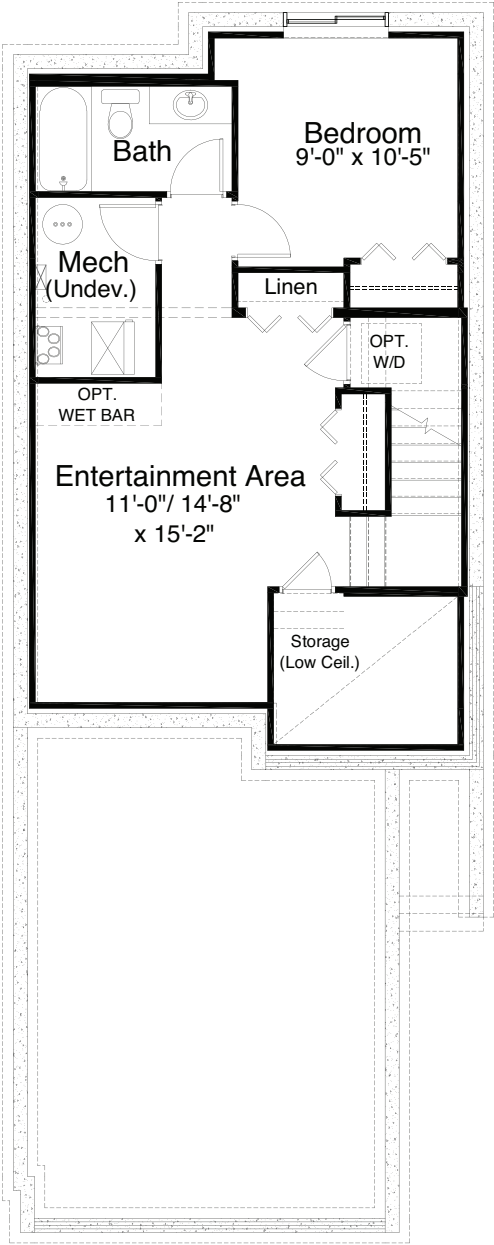 Bedroom
9'-0" x 10'-5"
Bath
Mech
(Undev.)
Linen
OPT.
W/D
OPT.
WET BAR
Entertainment Area
11'-0"/ 14'-8"
x 15'-2"
Storage
(Low Ceil.)